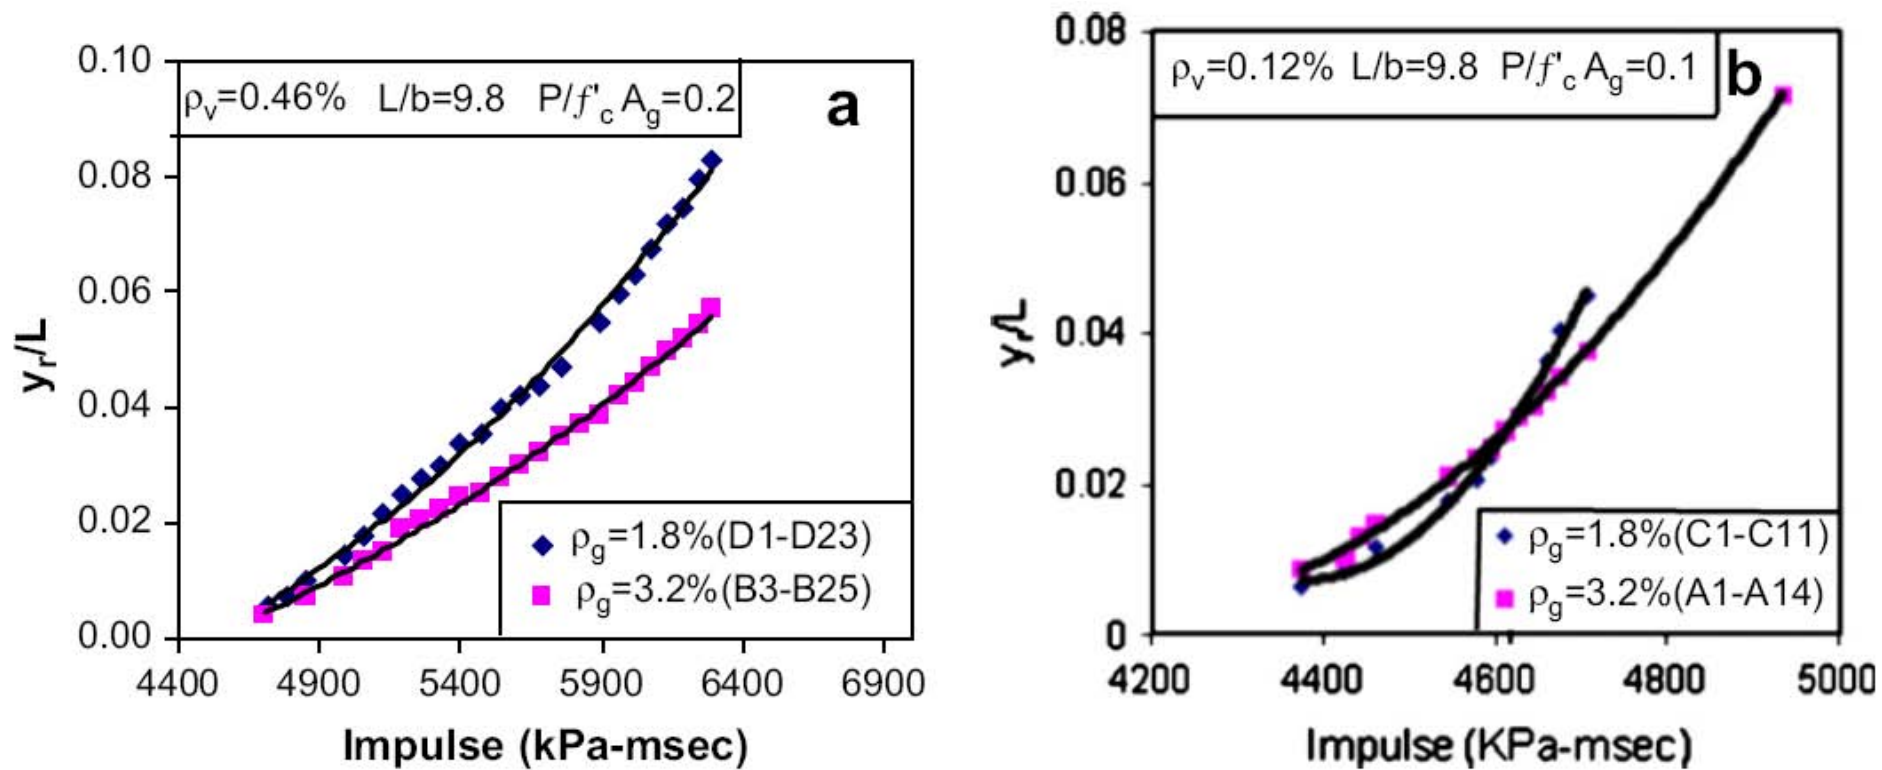 ρv=0.46% L/b=9.8 P/f'c Ag=0.2
a
0.10
0.08
0.06
0.04
0.02
0.00
yr/L
4400 4900 5400 5900 6400 6900
Impulse (kPa-msec)
ρg=1.8%(D1-D23)
ρg=3.2%(B3-B25)
ρv=0.12% L/b=9.8 P/f'c Ag=0.1
b
0.08
0.06
0.04
0.02
0
yr/L
4200 4400 4600 4800 5000
Impulse (KPa-msec)
ρg=1.8%(C1-C11)
ρg=3.2%(A1-A14)